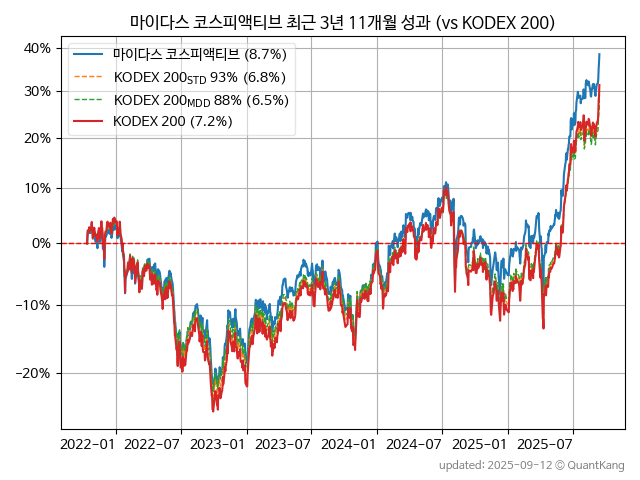 마이다스 코스피액티브 최근 3년 11개월 성과 (vs KODEX 200)
마이다스 코스피액티브 (8.7%)
KODEX 200STD 93% (6.8%)
KODEX 200MDD 88% (6.5%)
KODEX 200 (7.2%)
40%
30%
20%
10%
0%
−10%
−20%
2022-01 2022-07 2023-01 2023-07 2024-01 2024-07 2025-01 2025-07
updated: 2025-09-12 © QuantKang